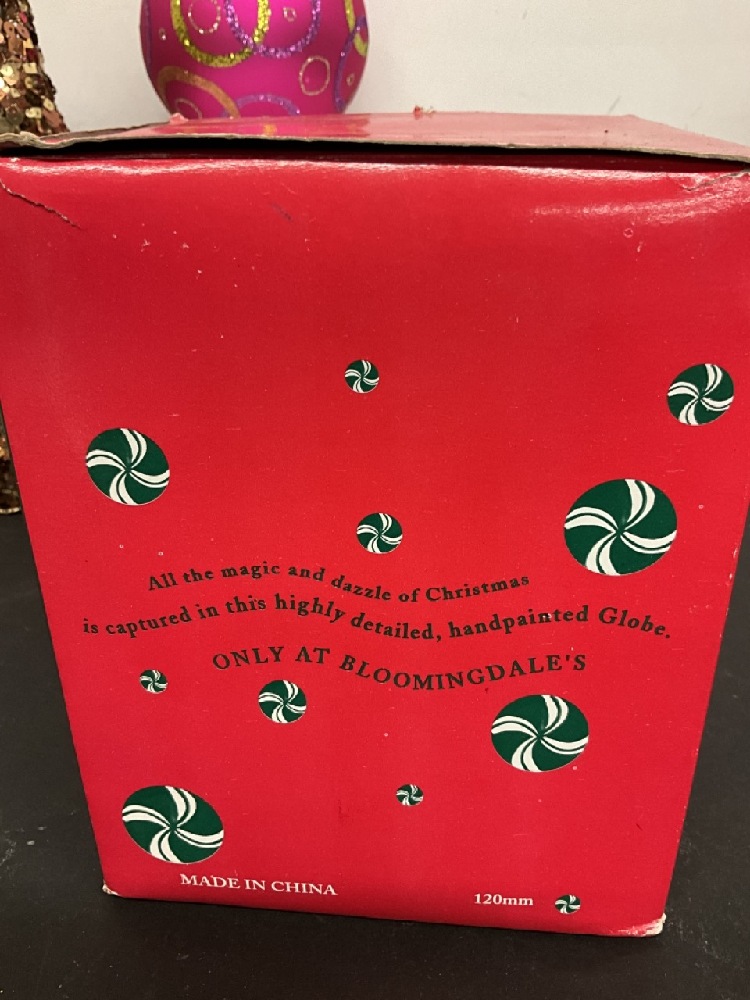 All the magic and dazzle of Christmas
is captured in this highly detailed, handpainted Globe.
ONLY AT BLOOMINGDALE'S
MADE IN CHINA
120mm